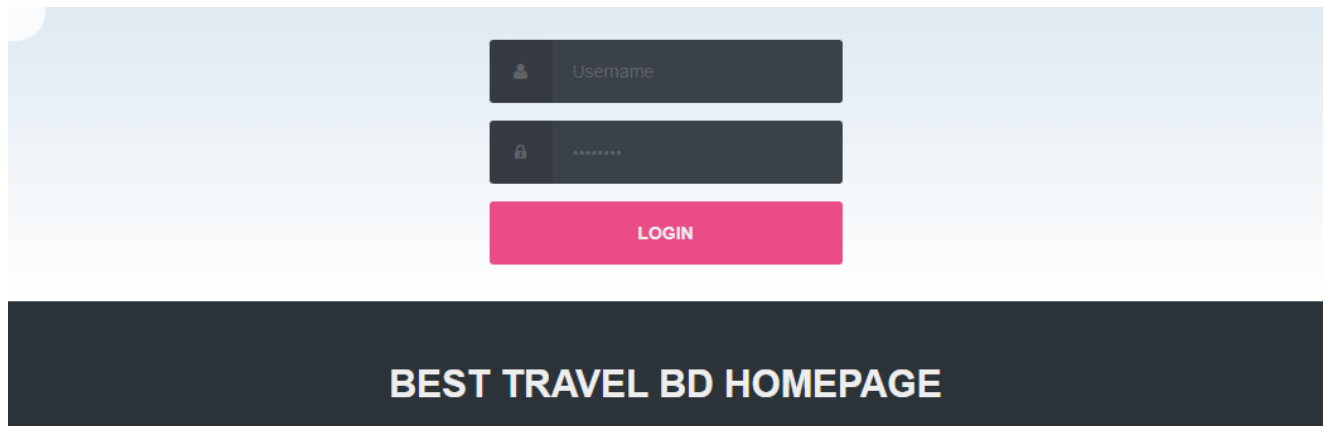 Username
••••••••
LOGIN
BEST TRAVEL BD HOMEPAGE